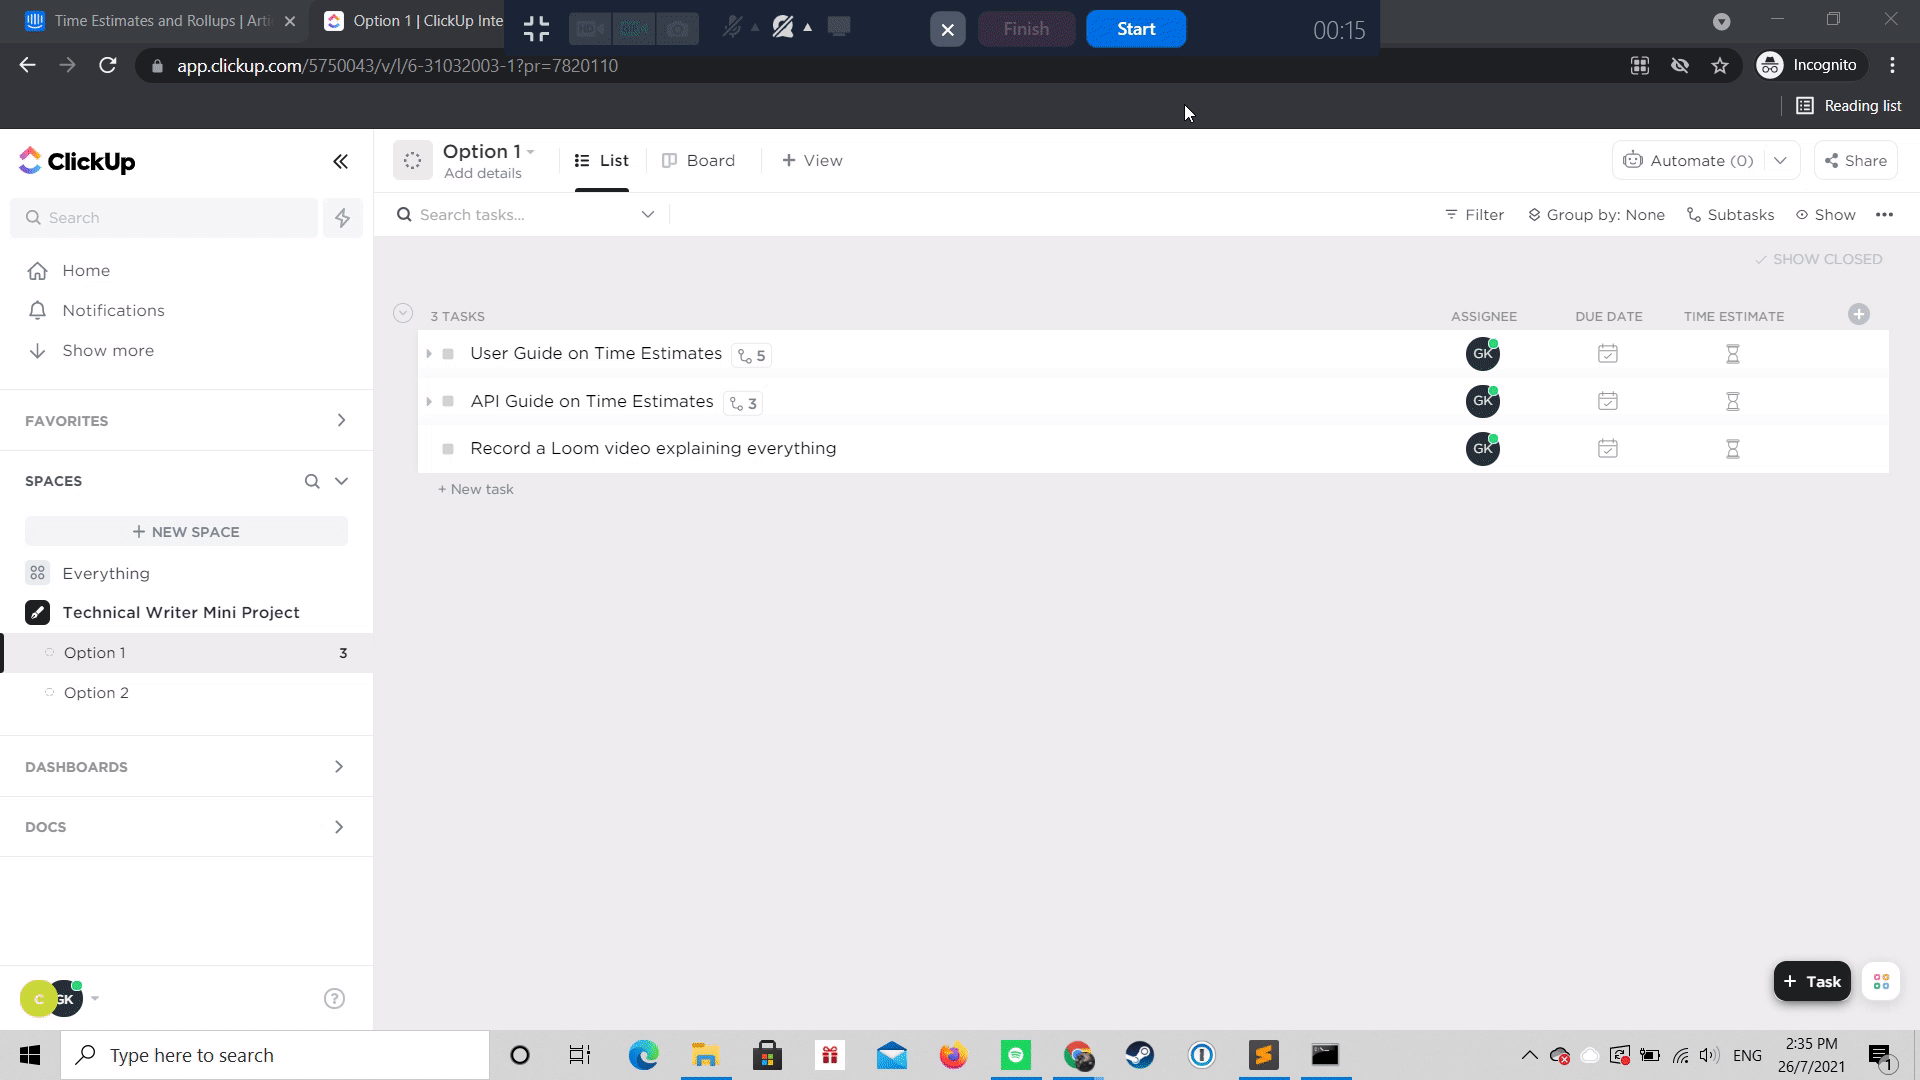 Time Estimates and Rollups | Arti
Option 1 | ClickUp Inte
Finish
Start
00:15
app.clickup.com/5750043/v/l/6-31032003-1?pr=7820110
Incognito
Reading list
ClickUp
Option 1
Add details
List
Board
+ View
Automate (0)
Share
Search
Search tasks...
Filter
Group by: None
Subtasks
Show
SHOW CLOSED
Home
Notifications
Show more
3 TASKS
ASSIGNEE
DUE DATE
TIME ESTIMATE
User Guide on Time Estimates
5
GK
API Guide on Time Estimates
3
GK
Record a Loom video explaining everything
GK
+ New task
FAVORITES
SPACES
+ NEW SPACE
Everything
Technical Writer Mini Project
Option 1
3
Option 2
DASHBOARDS
DOCS
C
GK
?
+ Task
Type here to search
ENG
2:35 PM
26/7/2021
1